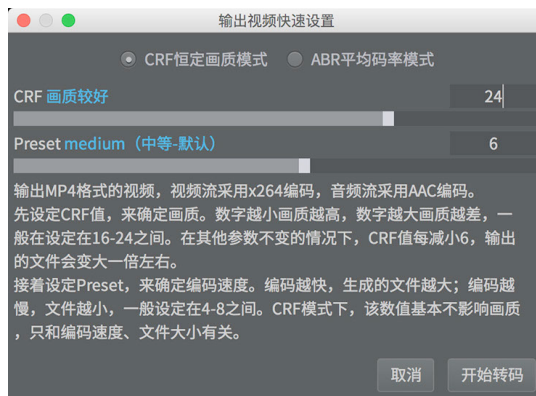 输出视频快速设置
CRF恒定画质模式 ABR平均码率模式
CRF 画质较好 24
Preset medium（中等-默认） 6
输出MP4格式的视频，视频流采用x264编码，音频流采用AAC编码。
先设定CRF值，来确定画质。数字越小画质越高，数字越大画质越差，一
般在设定在16-24之间。在其他参数不变的情况下，CRF值每减小6，输出
的文件会变大一倍左右。
接着设定Preset，来确定编码速度。编码越快，生成的文件越大；编码越
慢，文件越小，一般设定在4-8之间。CRF模式下，该数值基本不影响画质
，只和编码速度、文件大小有关。
取消 开始转码